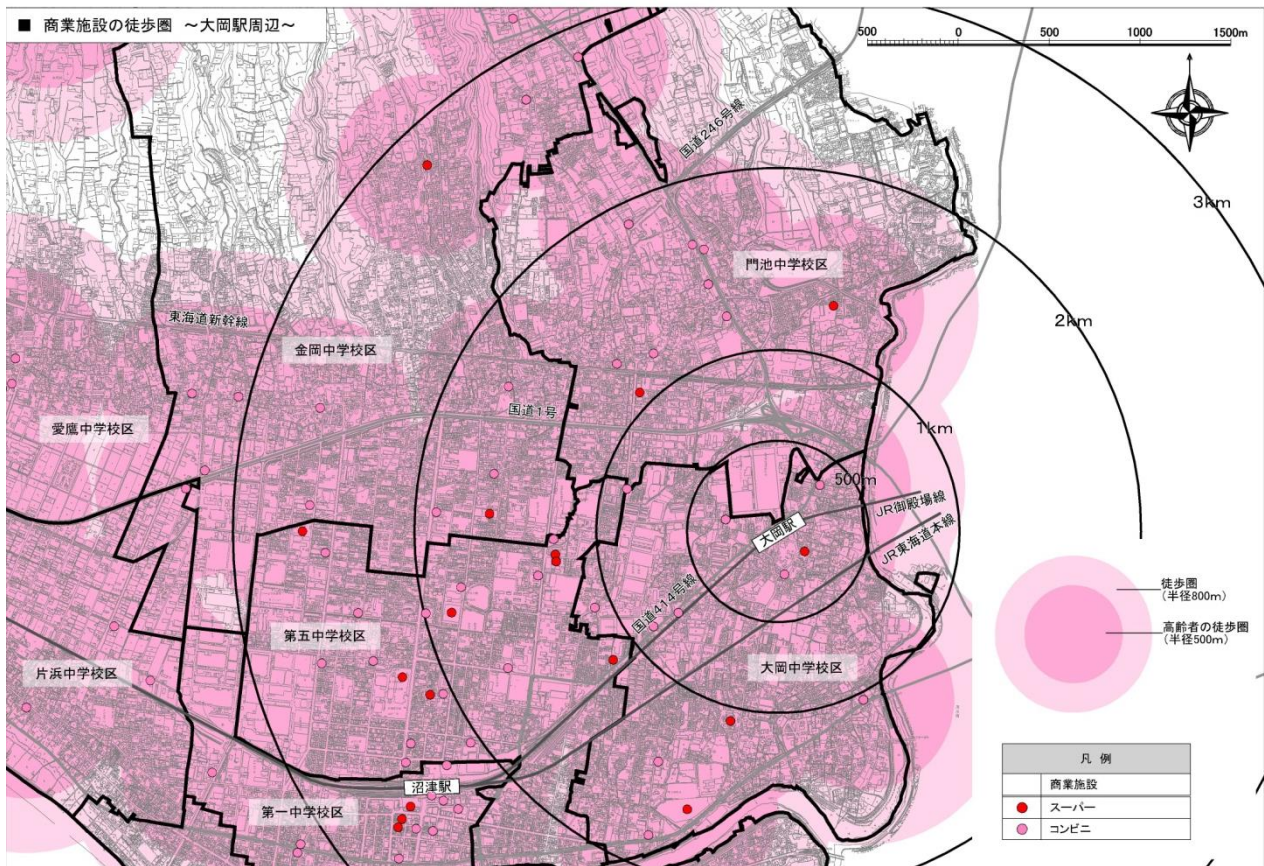 ■ 商業施設の徒歩圏 ～大岡駅周辺～
500 0 500 1000 1500m
国道246号線
3km
門池中学校区
東海道新幹線
2km
金岡中学校区
国道1号
1km
愛鷹中学校区
500m
JR御殿場線
大岡駅
JR東海道本線
国道414号線
徒歩圏
（半径800m）
高齢者の徒歩圏
（半径500m）
第五中学校区
大岡中学校区
片浜中学校区
沼津駅
第一中学校区
凡 例
商業施設
スーパー
コンビニ